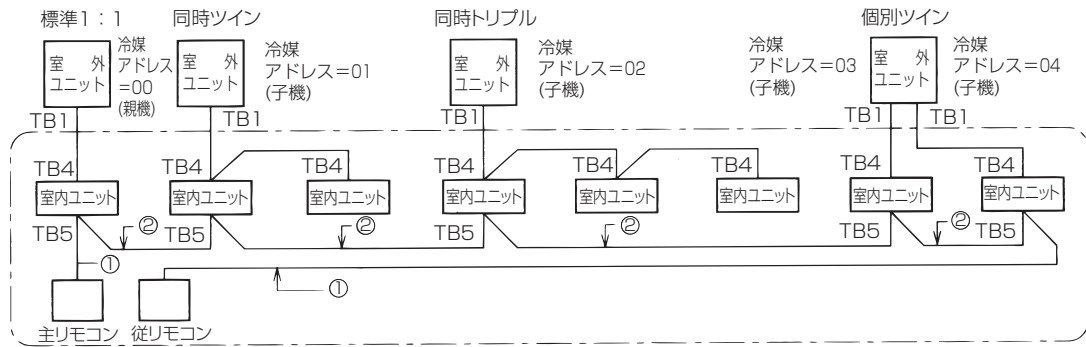 標準1：1
同時ツイン
同時トリプル
個別ツイン
室　外
ユニット
冷媒
アドレス
=00
(親機)
室　外
ユニット
冷媒
アドレス=01
(子機)
室　外
ユニット
冷媒
アドレス=02
(子機)
冷媒
アドレス=03
(子機)
室　外
ユニット
冷媒
アドレス=04
(子機)
TB1
TB1
TB1
TB1
TB1
TB4
TB4
TB4
TB4
TB4
室内ユニット
室内ユニット
室内ユニット
室内ユニット
室内ユニット
室内ユニット
室内ユニット
室内ユニット
TB5
②
TB5
②
TB5
②
TB5
②
TB5
①
①
主リモコン
従リモコン